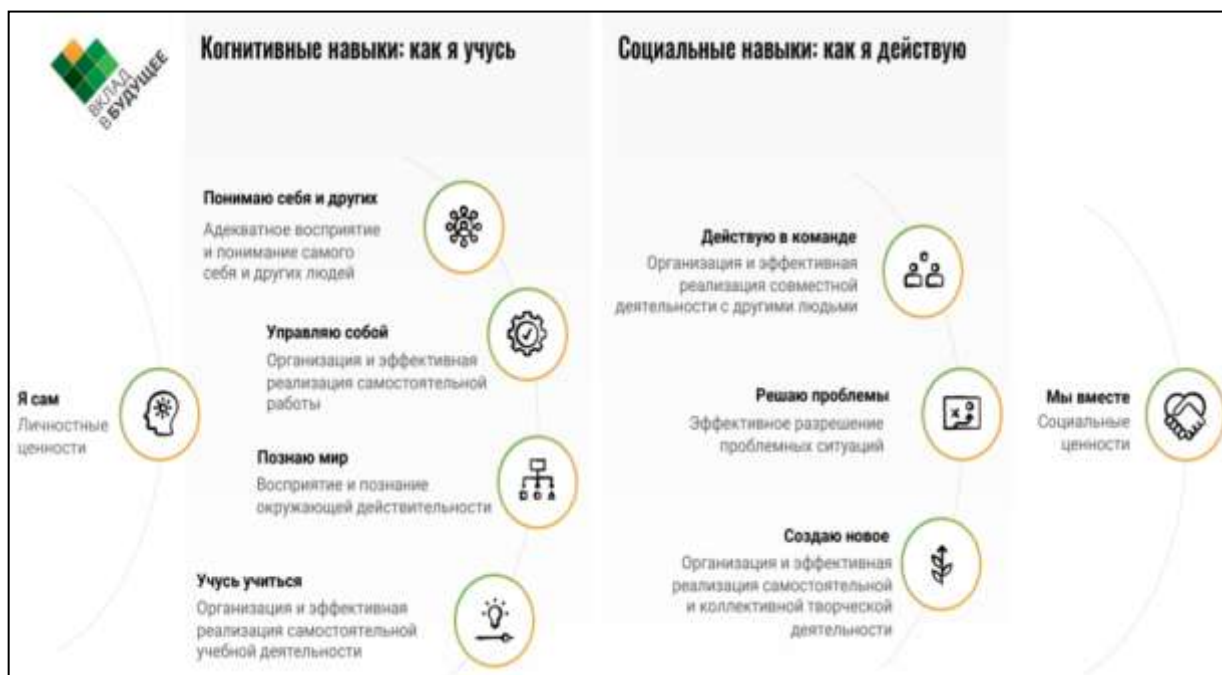 ВКЛАД
В БУДУЩЕЕ
Когнитивные навыки: как я учусь
Социальные навыки: как я действую
Я сам
Личностные
ценности
Понимаю себя и других
Адекватное восприятие
и понимание самого
себя и других людей
Управляю собой
Организация и эффективная
реализация самостоятельной
работы
Познаю мир
Восприятие и познание
окружающей действительности
Учусь учиться
Организация и эффективная
реализация самостоятельной
учебной деятельности
Действую в команде
Организация и эффективная
реализация совместной
деятельности с другими людьми
Решаю проблемы
Эффективное разрешение
проблемных ситуаций
Создаю новое
Организация и эффективная
реализация самостоятельной
и коллективной творческой
деятельности
Мы вместе
Социальные
ценности